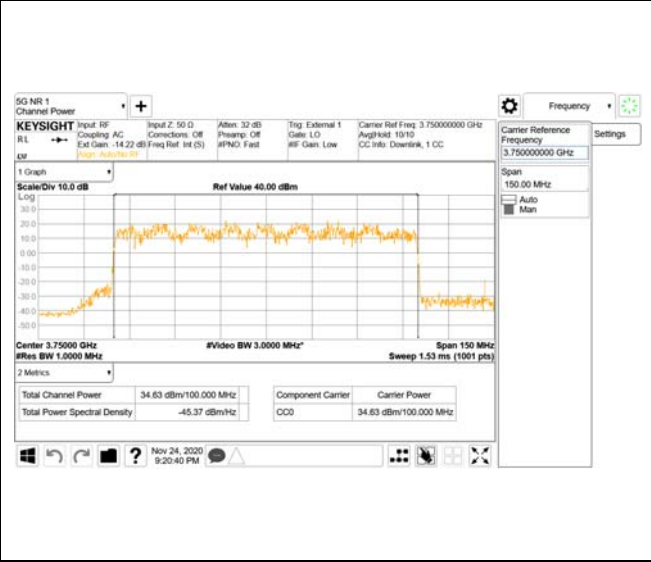 5G NR 1
Channel Power
Frequency
KEYSIGHT
Input: RF
Input Z: 50 Ω
Atten: 32 dB
Trig: External 1
Carrier Ref Freq: 3.750000000 GHz
RL
Coupling: AC
Corrections: Off
Preamp: Off
Gate: LO
Avg|Hold: 10/10
Ext Gain: -14.22 dB
Freq Ref: Int (S)
#PNO: Fast
#IF Gain: Low
CC Info: Downlink, 1 CC
Align: Auto/No RF
Carrier Reference
Frequency
3.750000000 GHz
Settings
Span
150.00 MHz
Auto
Man
1 Graph
Scale/Div 10.0 dB
Ref Value 40.00 dBm
Log
30.0
20.0
10.0
0.00
-10.0
-20.0
-30.0
-40.0
-50.0
Center 3.75000 GHz
#Video BW 3.0000 MHz*
Span 150 MHz
#Res BW 1.0000 MHz
Sweep 1.53 ms (1001 pts)
2 Metrics
Total Channel Power
34.63 dBm/100.000 MHz
Component Carrier
Carrier Power
Total Power Spectral Density
-45.37 dBm/Hz
CC0
34.63 dBm/100.000 MHz
?
Nov 24, 2020
9:20:40 PM